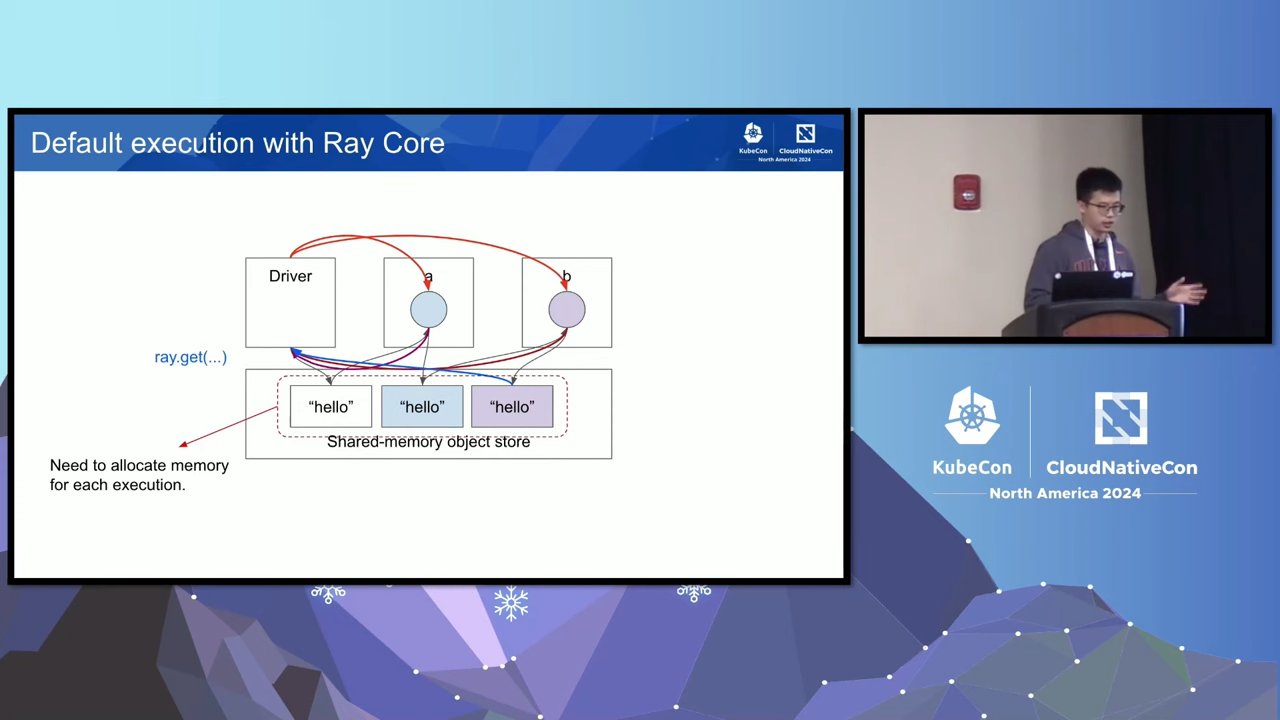 Default execution with Ray Core
KubeCon
CloudNativeCon
North America 2024
Driver
a
b
ray.get(...)
“hello”
“hello”
“hello”
Shared-memory object store
Need to allocate memory
for each execution.
KubeCon
CloudNativeCon
North America 2024